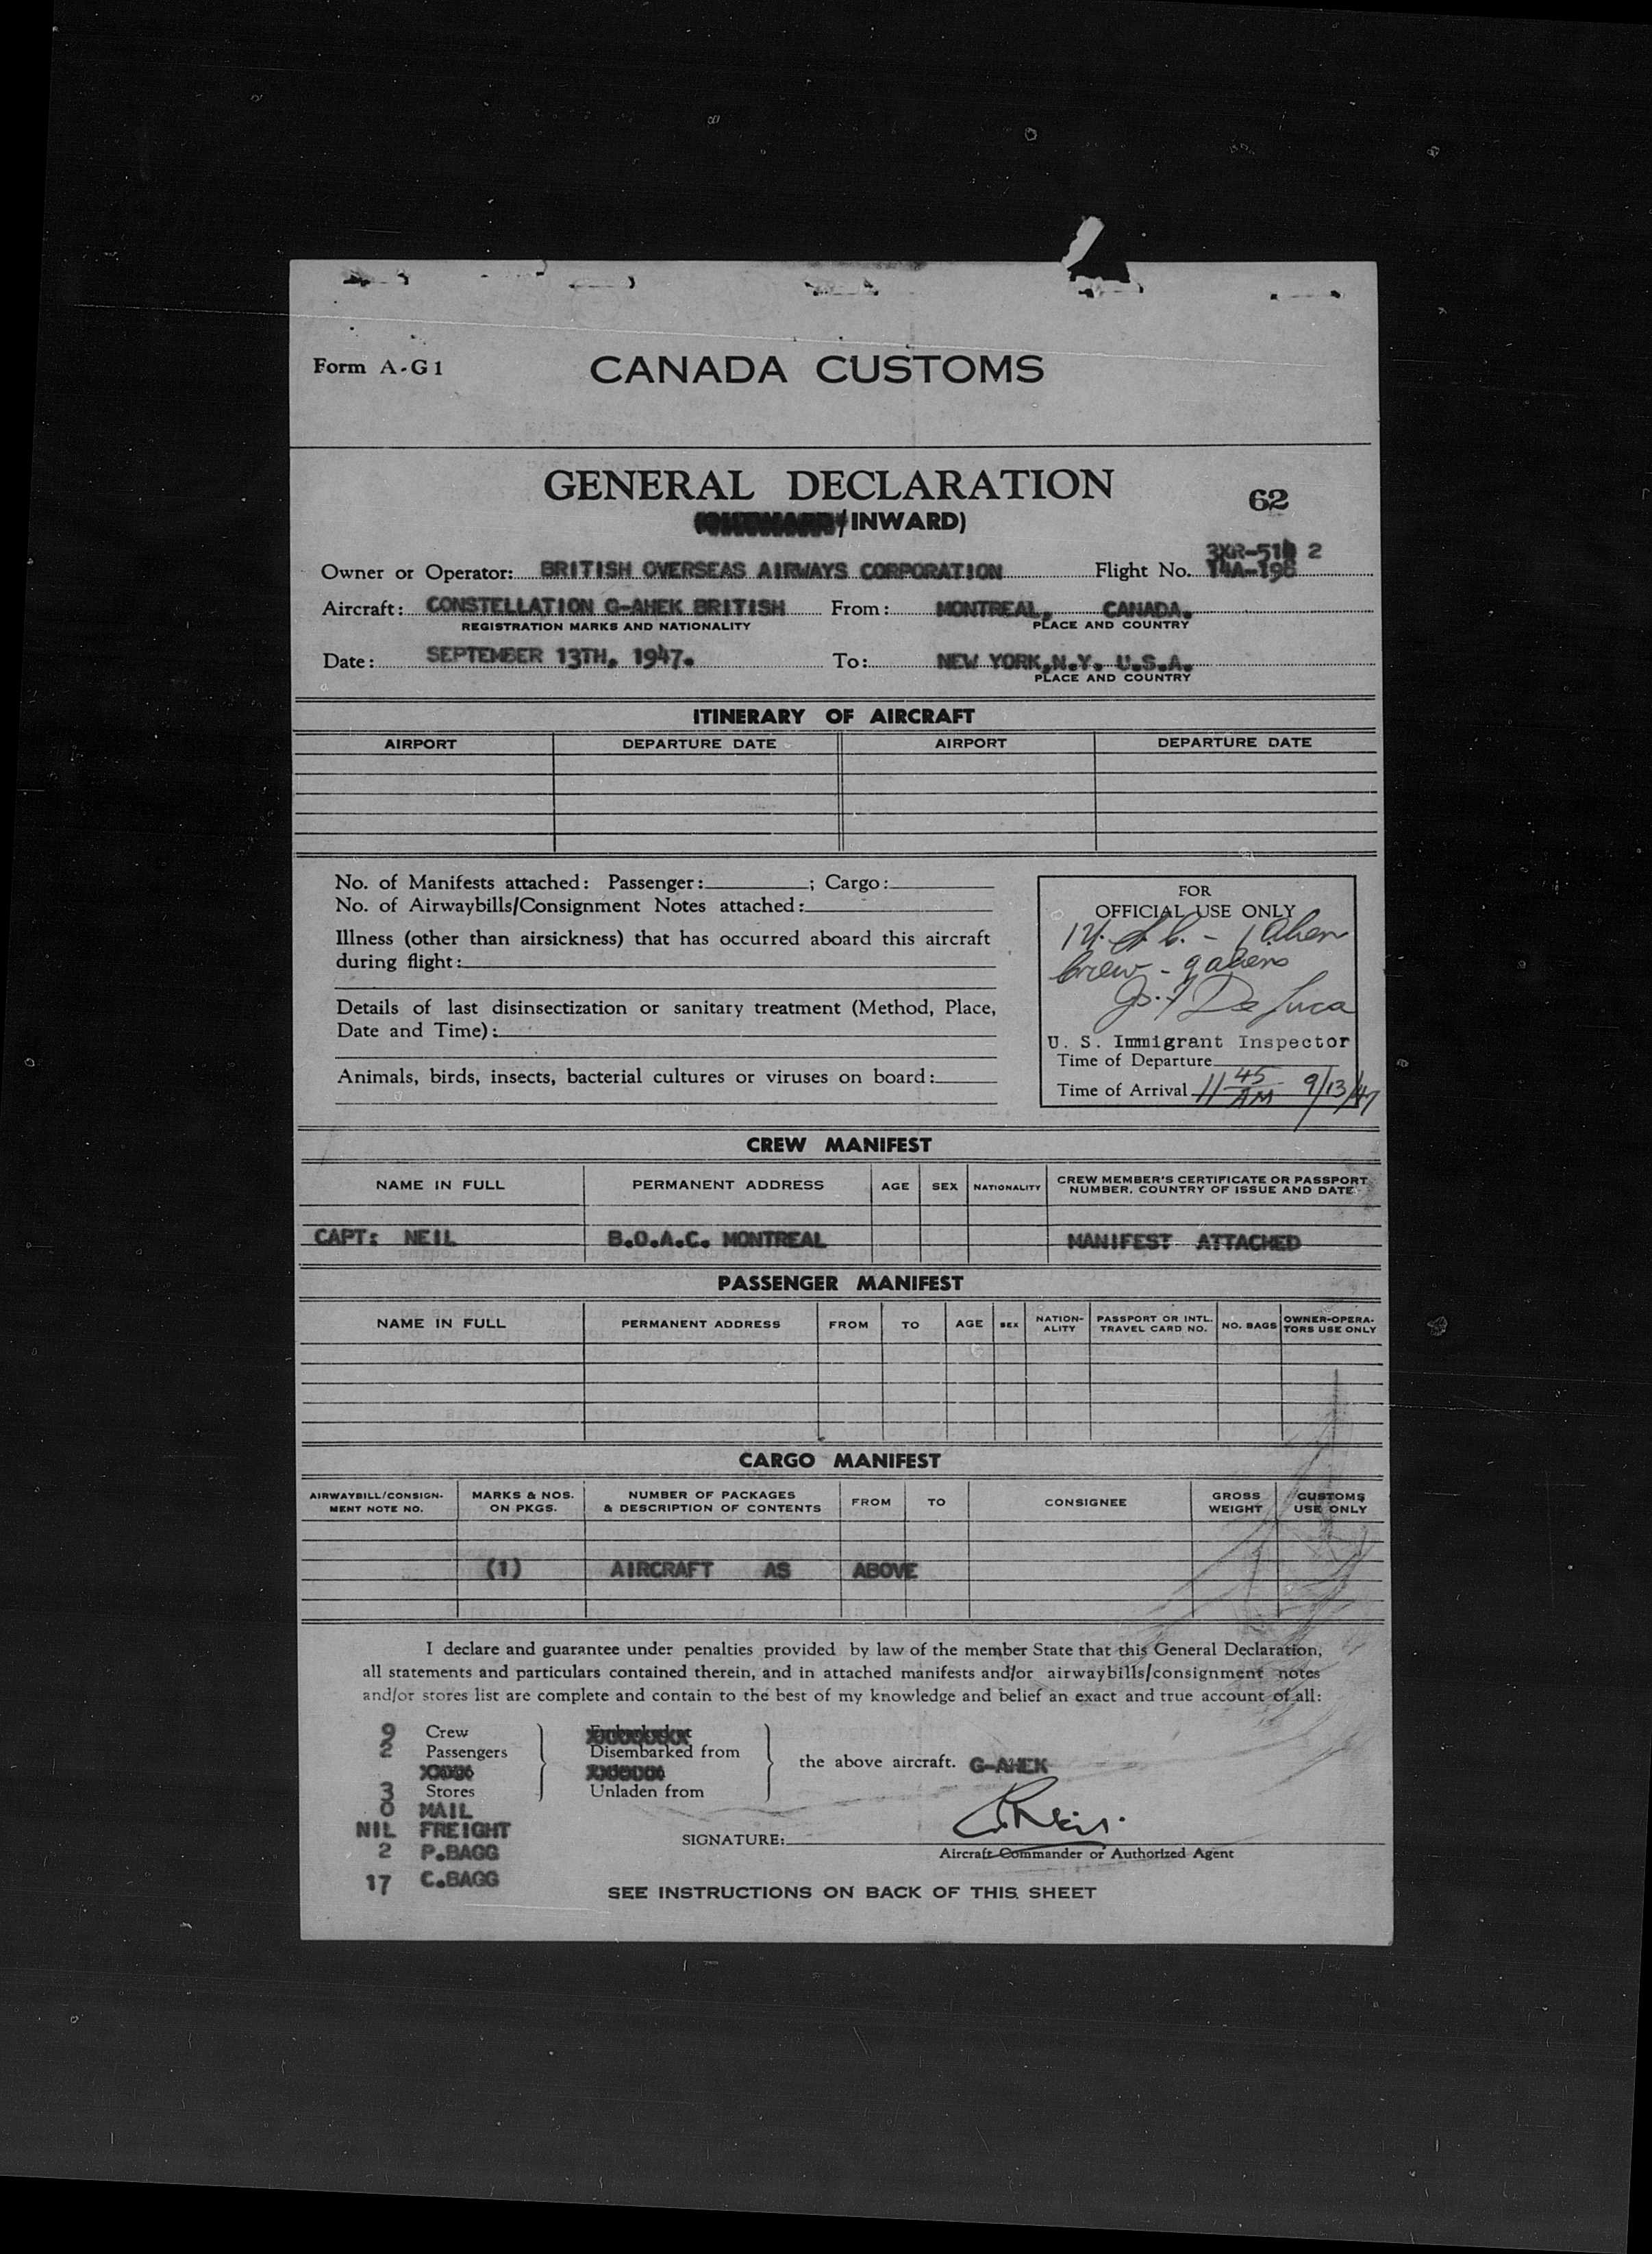 Form A-G1
CANADA CUSTOMS
GENERAL DECLARATION
62
INWARD)
3XR-51 2
Owner or Operator: BRITISH OVERSEAS AIRWAYS CORPORATION Flight No. 14A-198
Aircraft: CONSTELLATION G-AHEK BRITISH From: MONTREAL, CANADA.
REGISTRATION MARKS AND NATIONALITY PLACE AND COUNTRY
Date: SEPTEMBER 13TH. 1947. To: NEW YORK,N.Y. U.S.A.
PLACE AND COUNTRY
ITINERARY OF AIRCRAFT
AIRPORT DEPARTURE DATE AIRPORT DEPARTURE DATE
No. of Manifests attached: Passenger: ; Cargo:
No. of Airwaybills/Consignment Notes attached:
Illness (other than airsickness) that has occurred aboard this aircraft
during flight:
Details of last disinsectization or sanitary treatment (Method, Place,
Date and Time):
Animals, birds, insects, bacterial cultures or viruses on board:
FOR
OFFICIAL USE ONLY
1 Alien
Crew - 9 aliens
De Luca
U. S. Immigrant Inspector
Time of Departure
Time of Arrival 11 45 AM 9/13/47
CREW MANIFEST
NAME IN FULL PERMANENT ADDRESS AGE SEX NATIONALITY CREW MEMBER'S CERTIFICATE OR PASSPORT
NUMBER, COUNTRY OF ISSUE AND DATE
CAPT: NEIL B.O.A.C. MONTREAL MANIFEST ATTACHED
PASSENGER MANIFEST
NAME IN FULL PERMANENT ADDRESS FROM TO AGE SEX NATION- PASSPORT OR INTL. NO. BAGS OWNER-OPERA-
ALITY TRAVEL CARD NO. TORS USE ONLY
CARGO MANIFEST
AIRWAYBILL/CONSIGN- MARKS & NOS. NUMBER OF PACKAGES FROM TO CONSIGNEE GROSS CUSTOMS
MENT NOTE NO. ON PKGS. & DESCRIPTION OF CONTENTS WEIGHT USE ONLY
(1) AIRCRAFT AS ABOVE
I declare and guarantee under penalties provided by law of the member State that this General Declaration,
all statements and particulars contained therein, and in attached manifests and/or airwaybills/consignment notes
and/or stores list are complete and contain to the best of my knowledge and belief an exact and true account of all:
9 Crew
2 Passengers Disembarked from
the above aircraft. G-AHEK
3 Stores Unladen from
0 MAIL
NIL FREIGHT
2 P.BAGG
17 C.BAGG
SIGNATURE:
Aircraft Commander or Authorized Agent
SEE INSTRUCTIONS ON BACK OF THIS SHEET